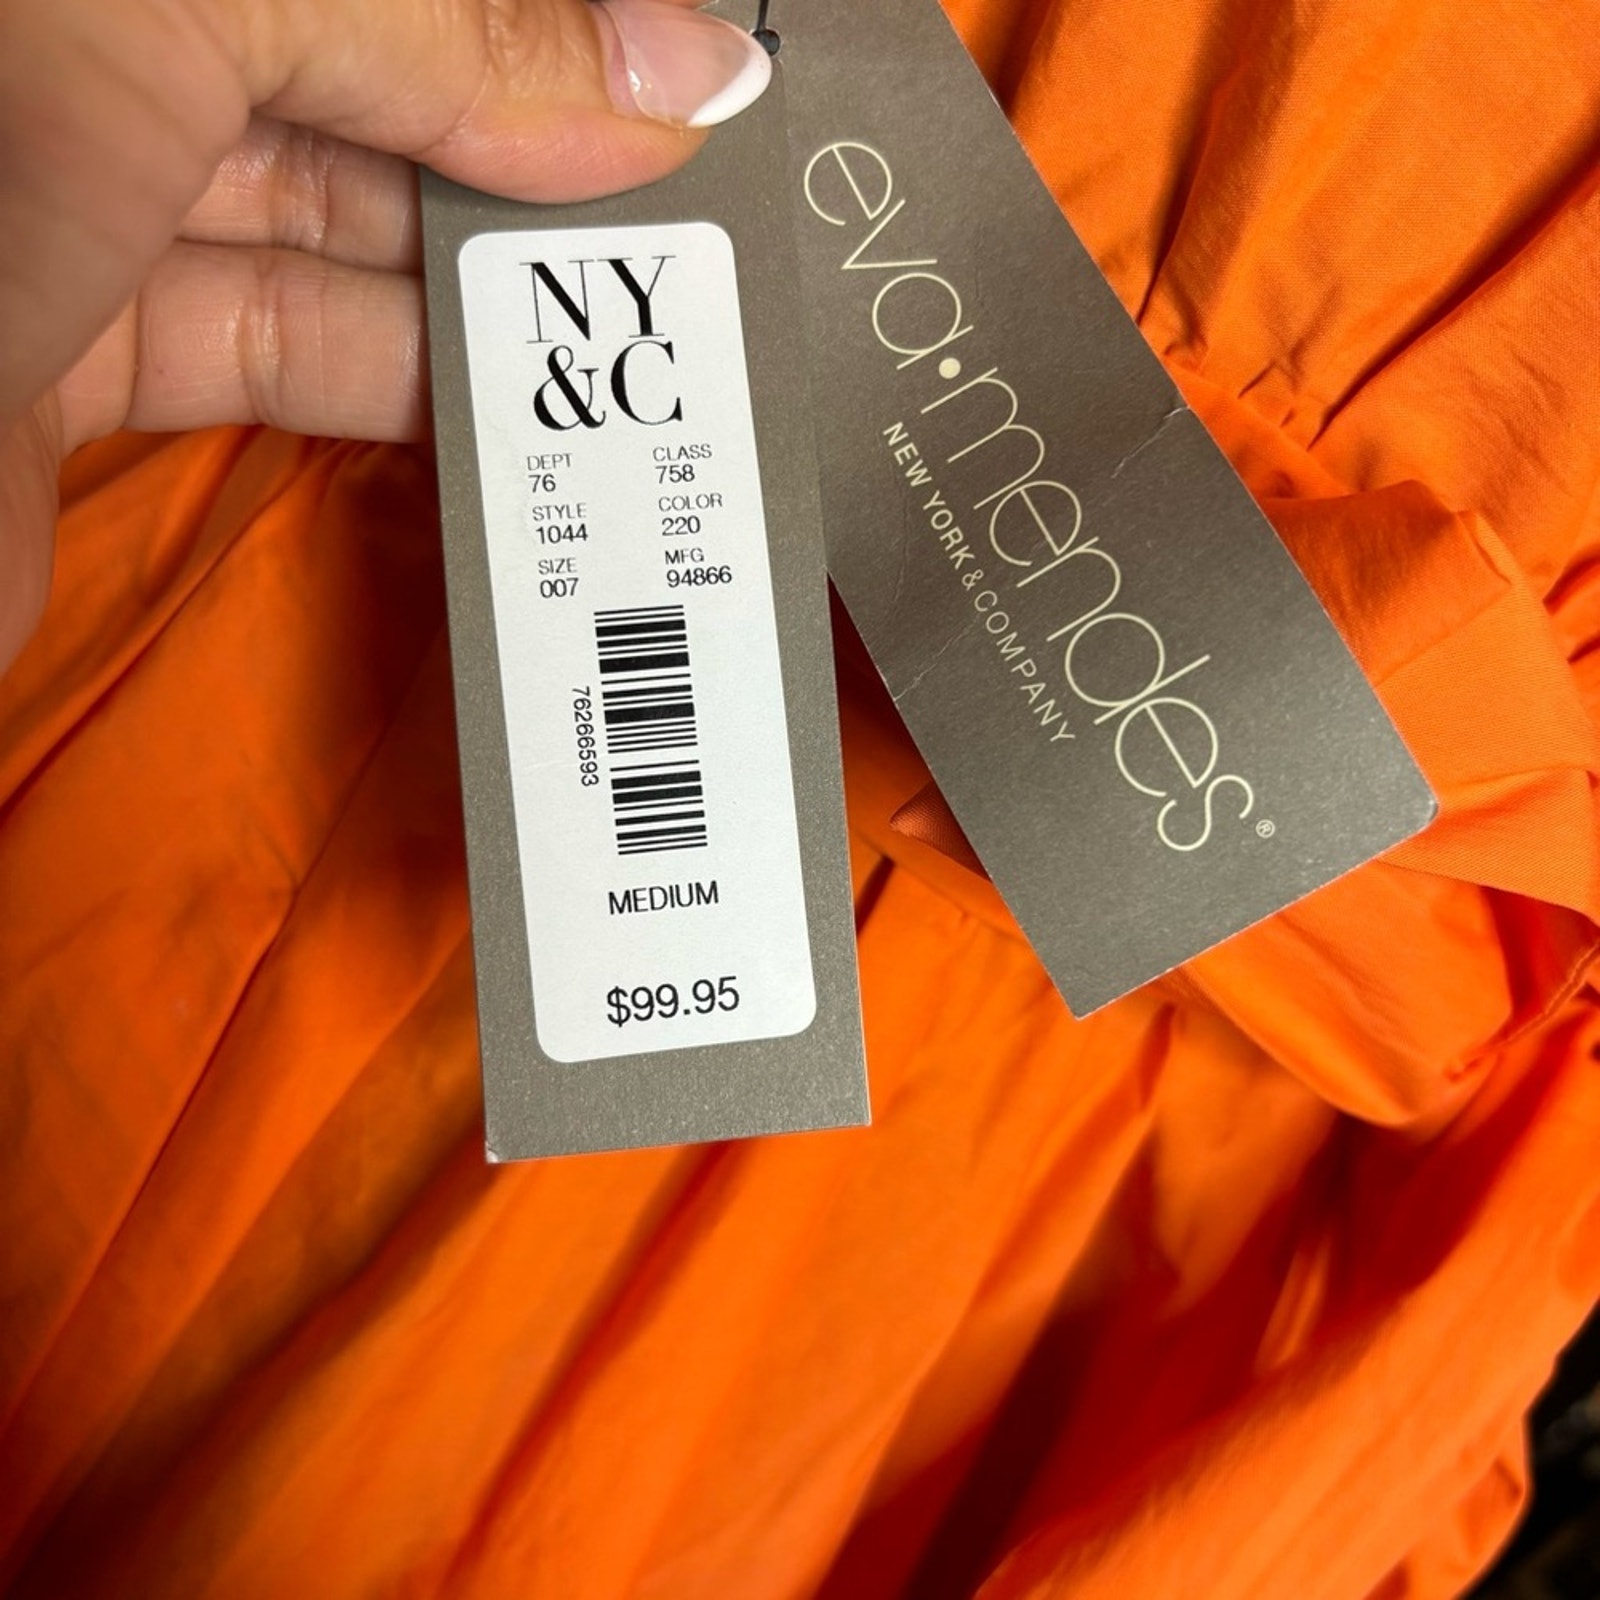 NY
&C
DEPT CLASS
76 758
STYLE COLOR
1044 220
SIZE MFG
007 94866
76266593
MEDIUM
$99.95
eva•mendes®
NEW YORK & COMPANY